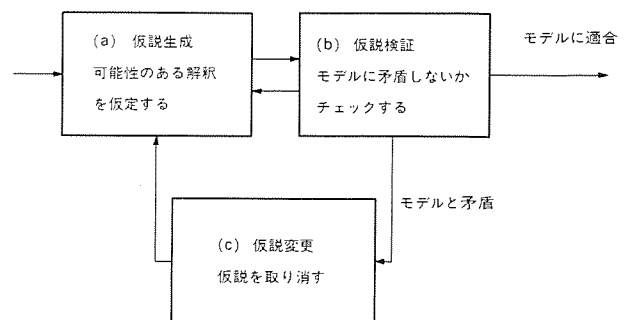 (a) 仮説生成
可能性のある解釈
を仮定する
(b) 仮説検証
モデルに矛盾しないか
チェックする
モデルに適合
モデルと矛盾
(c) 仮説変更
仮説を取り消す